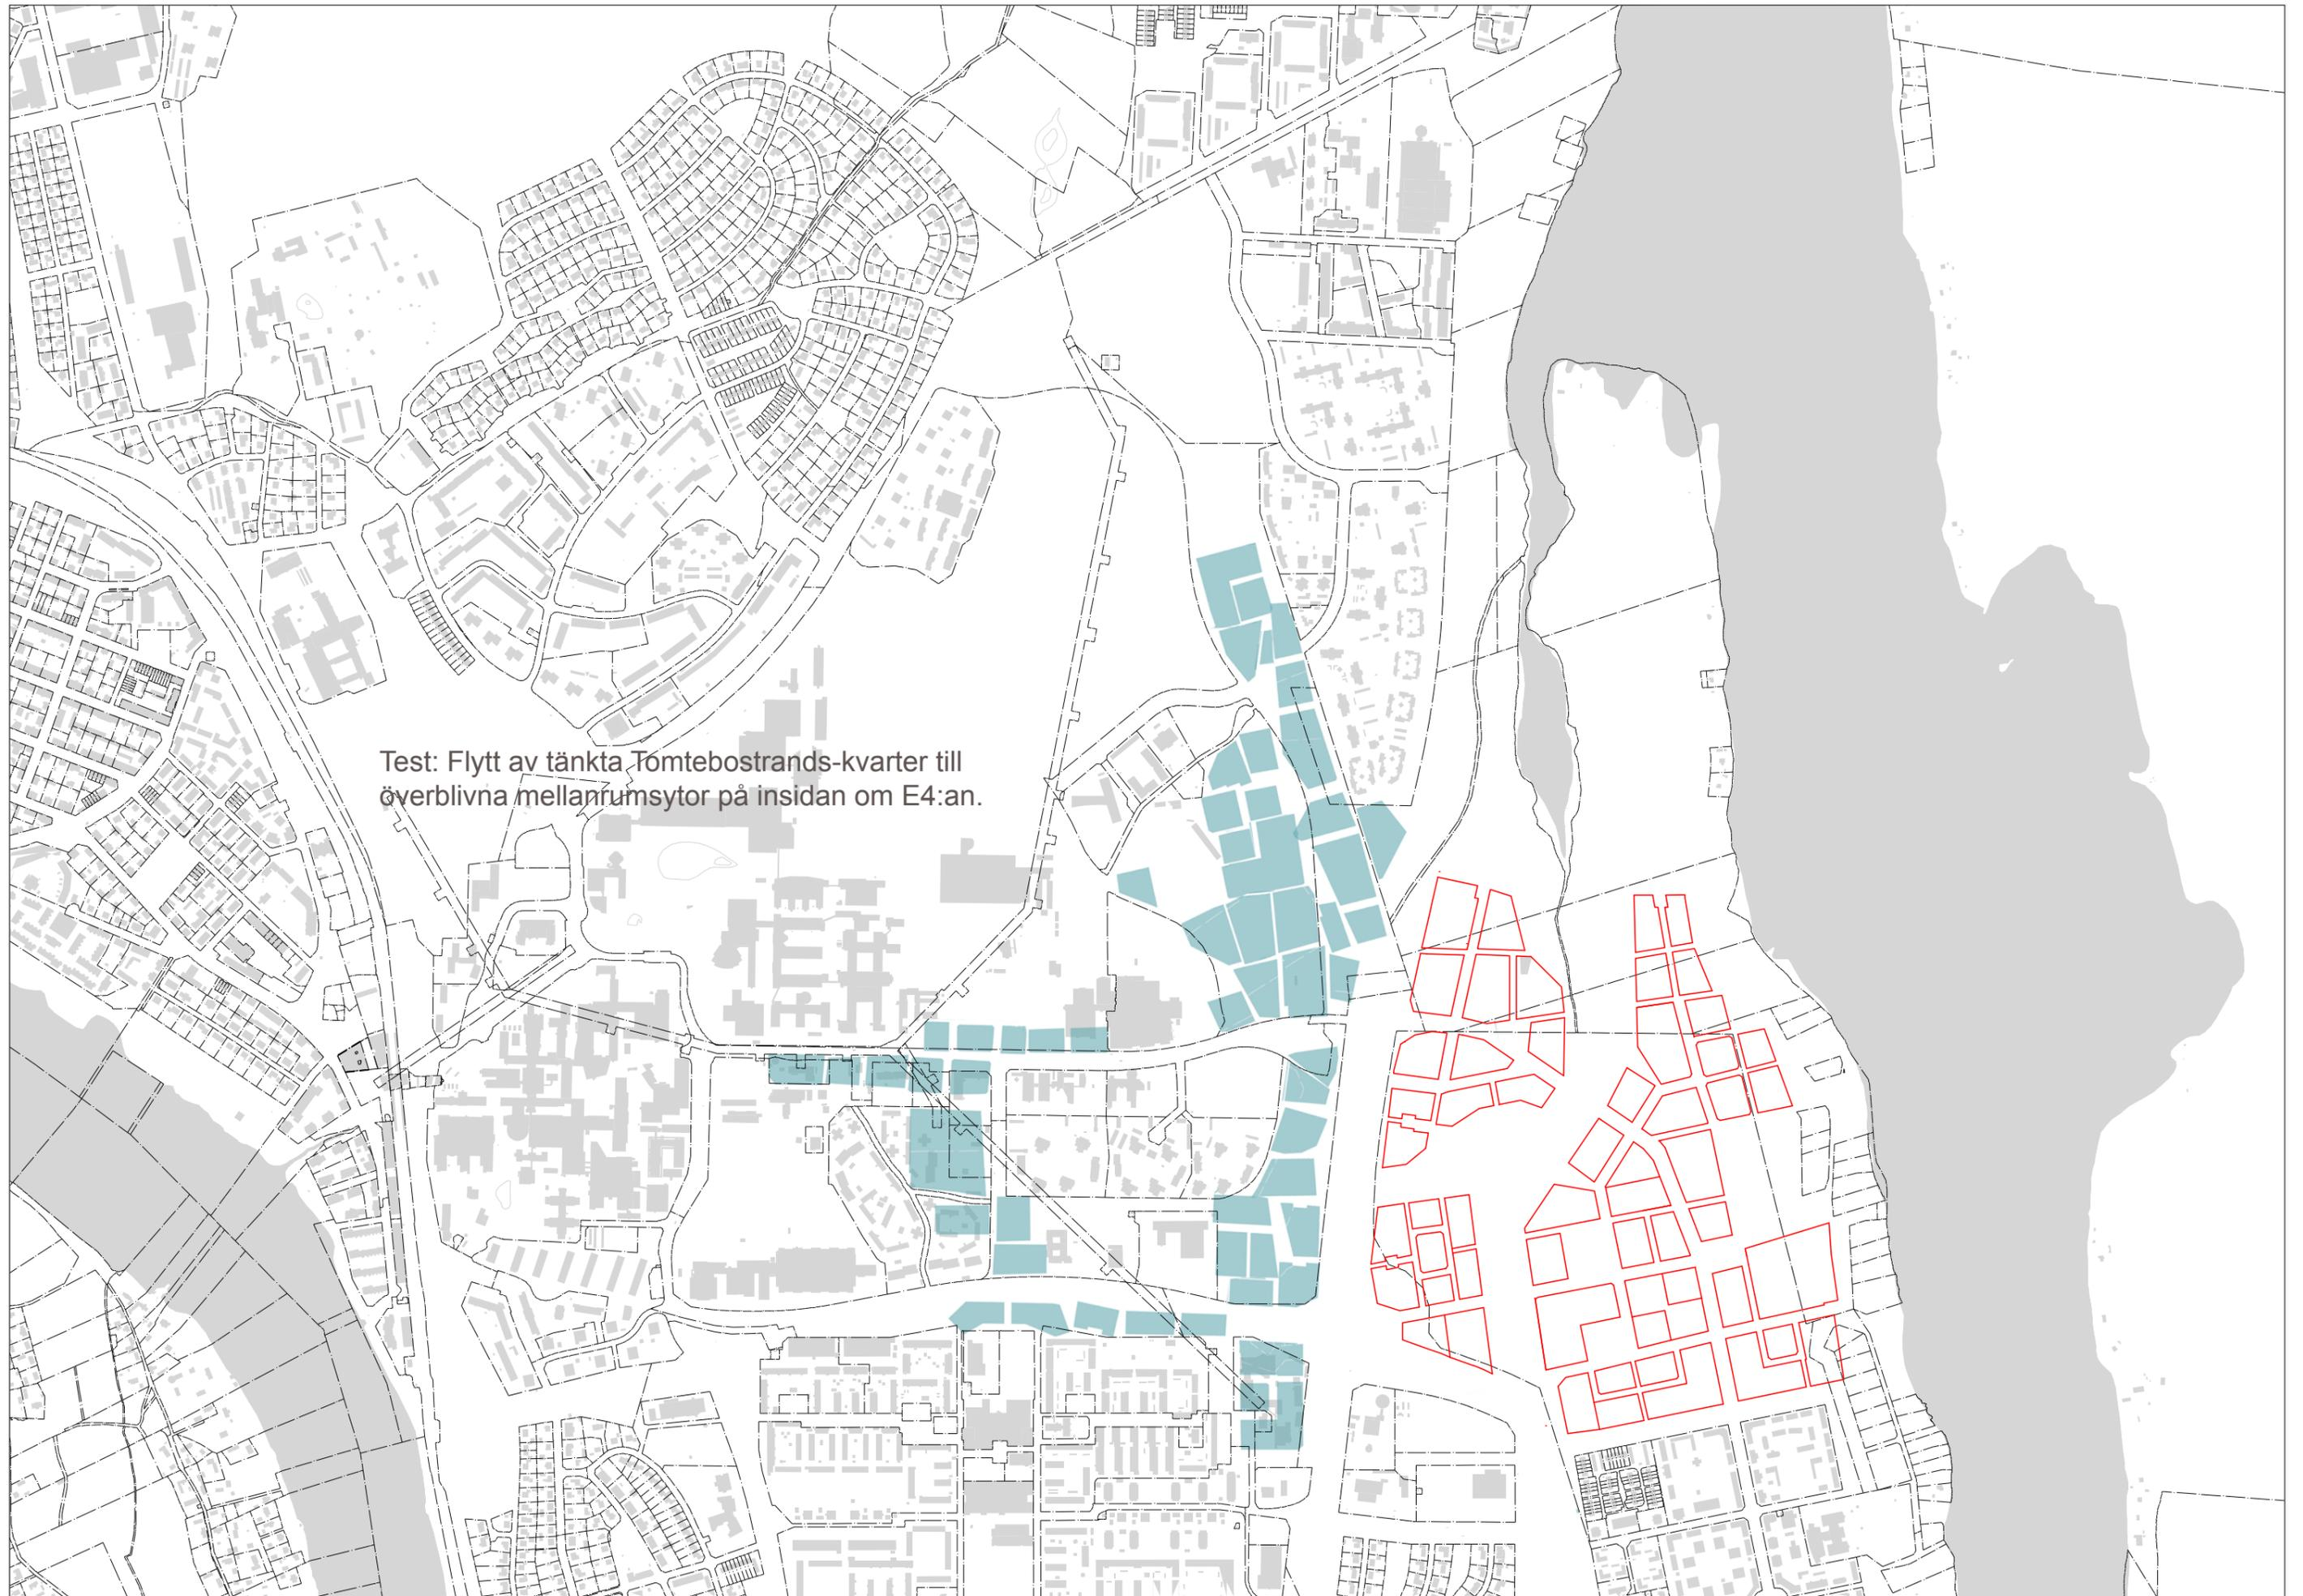 Test: Flytt av tänkta Tomtebostrands-kvarter till
överblivna mellanrumsytor på insidan om E4:an.